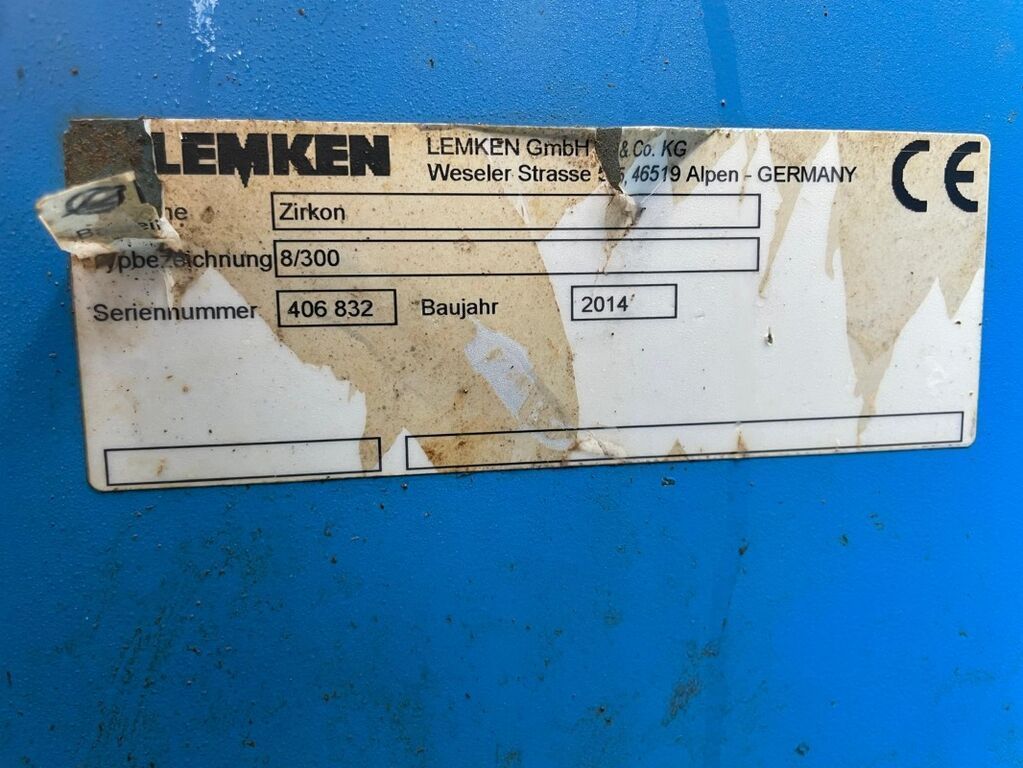 LEMKEN
LEMKEN GmbH & Co. KG
Weseler Strasse 46519 Alpen - GERMANY
CE
Zirkon
Typbezeichnung 8/300
Seriennummer 406 832 Baujahr 2014